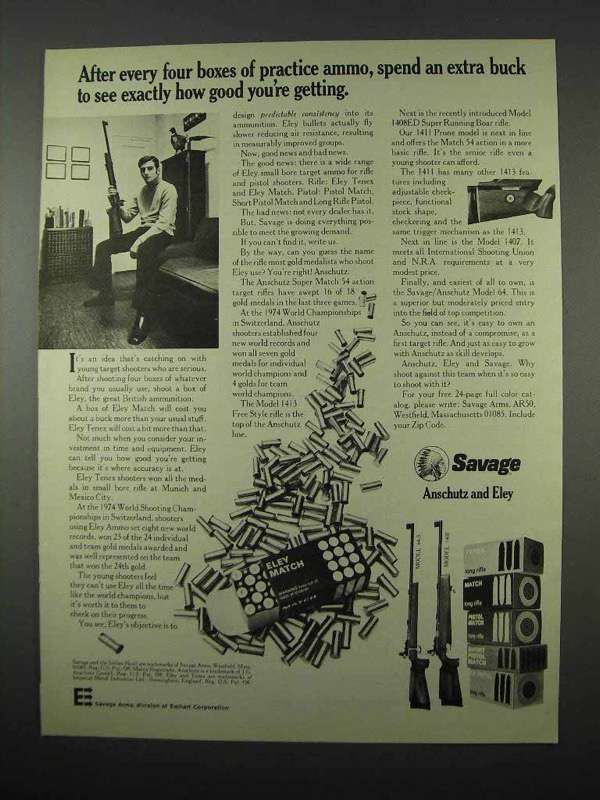 After every four boxes of practice ammo, spend an extra buck
to see exactly how good you're getting.
It's an idea that's catching on with
young target shooters who are serious.
After shooting four boxes of whatever
brand you usually use, shoot a box of
Eley, the great British ammunition.
A box of Eley Match will cost you
about a buck more than your usual stuff.
Eley Tenex will cost a bit more than that.
Not much when you consider your in-
vestment in time and equipment. Eley
can tell you how good you're getting
because it's where accuracy is at.
Eley Tenex shooters won all the med-
als in small bore rifle at Munich and
Mexico City.
At the 1974 World Shooting Cham-
pionships in Switzerland, shooters
using Eley Ammo set eight new world
records, won 23 of the 24 individual
and team gold medals awarded and
was well represented on the team
that won the 24th gold.
The young shooters feel
they can't use Eley all the time
like the world champions, but
it's worth it to them to
check on their progress.
You see, Eley's objective is to
design predictable consistency into its
ammunition. Eley bullets actually fly
slower reducing air resistance, resulting
in measurably improved groups.
Now, good news and bad news.
The good news: there is a wide range
of Eley small bore target ammo for rifle
and pistol shooters. Rifle: Eley Tenex
and Eley Match. Pistol: Pistol Match,
Short Pistol Match and Long Rifle Pistol.
The bad news: not every dealer has it.
But, Savage is doing everything pos-
sible to meet the growing demand.
If you can't find it, write us.
By the way, can you guess the name
of the rifle most gold medalists who shoot
Eley use? You're right! Anschutz.
The Anschutz Super Match 54 action
target rifles have swept 16 of 18
gold medals in the last three games.
At the 1974 World Championships
in Switzerland, Anschutz
shooters established four
new world records and
won all seven gold
medals for individual
world champions and
4 golds for team
world champions.
The Model 1413
Free Style rifle is the
top of the Anschutz
line.
Next is the recently introduced Model
1408ED Super Running Boar rifle.
Our 1411 Prone model is next in line
and offers the Match 54 action in a more
basic rifle. It's the senior rifle even a
young shooter can afford.
The 1411 has many other 1413 fea-
tures including
adjustable cheek-
piece, functional
stock shape,
checkering and the
same trigger mechanism as the 1413.
Next in line is the Model 1407. It
meets all International Shooting Union
and N.R.A. requirements at a very
modest price.
Finally, and easiest of all to own, is
the Savage/Anschutz Model 64. This is
a superior but moderately priced entry
into the field of top competition.
So you can see, it's easy to own an
Anschutz, instead of a compromise, as a
first target rifle. And just as easy to grow
with Anschutz as skill develops.
Anschutz, Eley and Savage. Why
shoot against this team when it's so easy
to shoot with it?
For your free 24-page full color cat-
alog, please write: Savage Arms, AR50,
Westfield, Massachusetts 01085. Include
your Zip Code.
Savage
Anschutz and Eley
ELEY
MATCH
MODEL
MODEL
long rifle
MATCH
long rifle
PISTOL
MATCH
long rifle
PISTOL
MATCH
long rifle
Savage Arms, division of Emhart Corporation